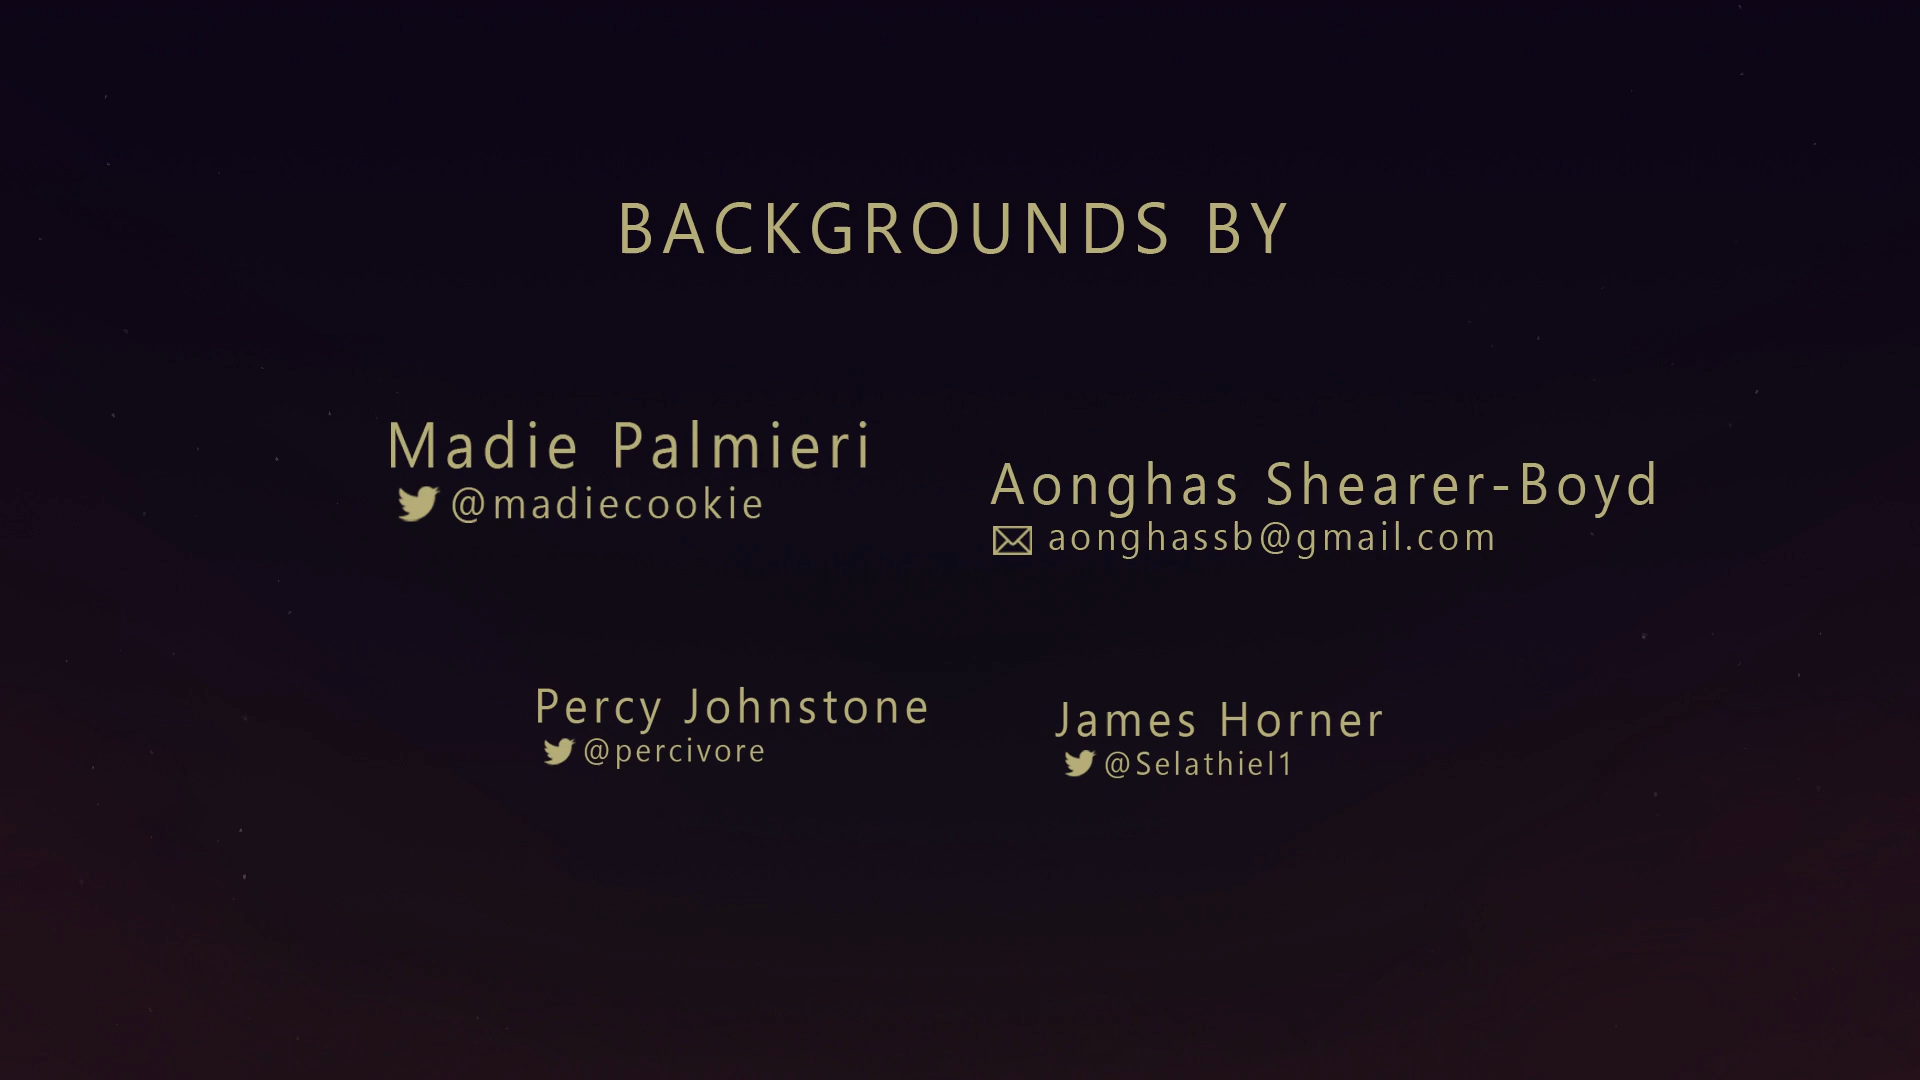 BACKGROUNDS BY
Madie Palmieri
@madiecookie
Aonghas Shearer-Boyd
aonghassb@gmail.com
Percy Johnstone
@percivore
James Horner
@Selathiel1